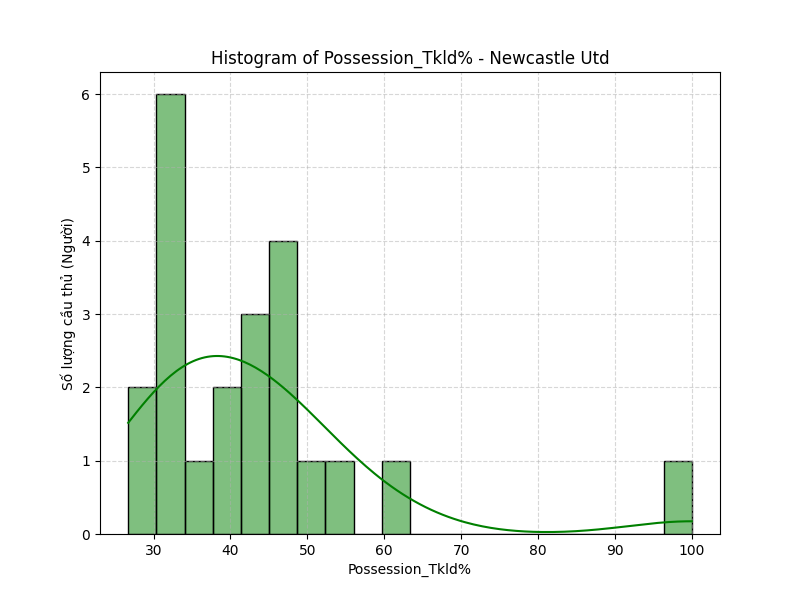 Histogram of Possession_Tkld% - Newcastle Utd
Số lượng cầu thủ (Người)
6
5
4
3
2
1
0
30 40 50 60 70 80 90 100
Possession_Tkld%